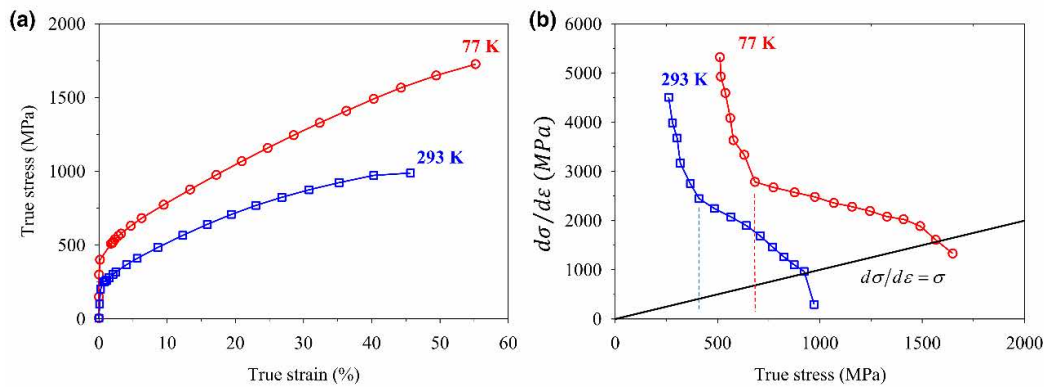 (a)
True stress (MPa)
2000
1500
1000
500
0
77 K
293 K
0 10 20 30 40 50 60
True strain (%)
(b)
dσ/dε (MPa)
6000
5000
4000
3000
2000
1000
0
77 K
293 K
dσ/dε = σ
0 500 1000 1500 2000
True stress (MPa)